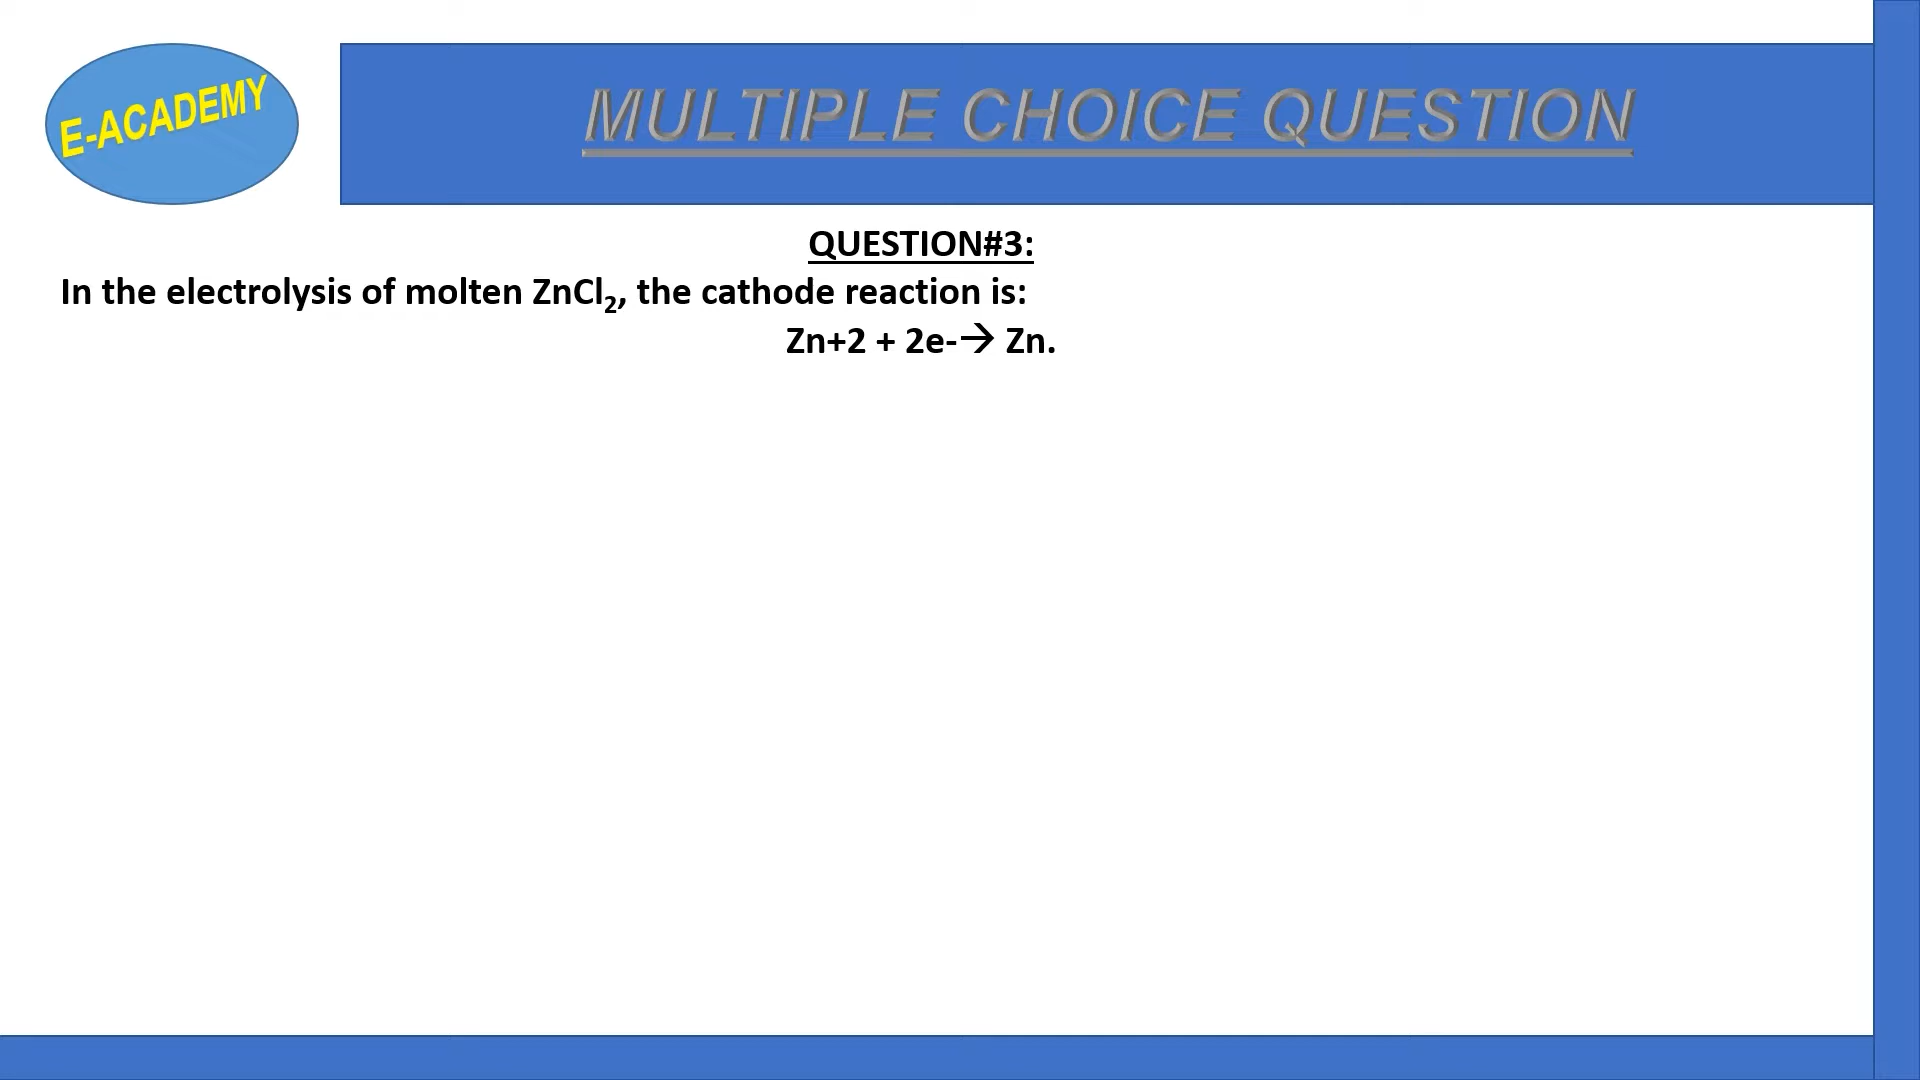 E-ACADEMY
MULTIPLE CHOICE QUESTION
QUESTION#3:
In the electrolysis of molten ZnCl₂, the cathode reaction is:
Zn+2 + 2e-→ Zn.